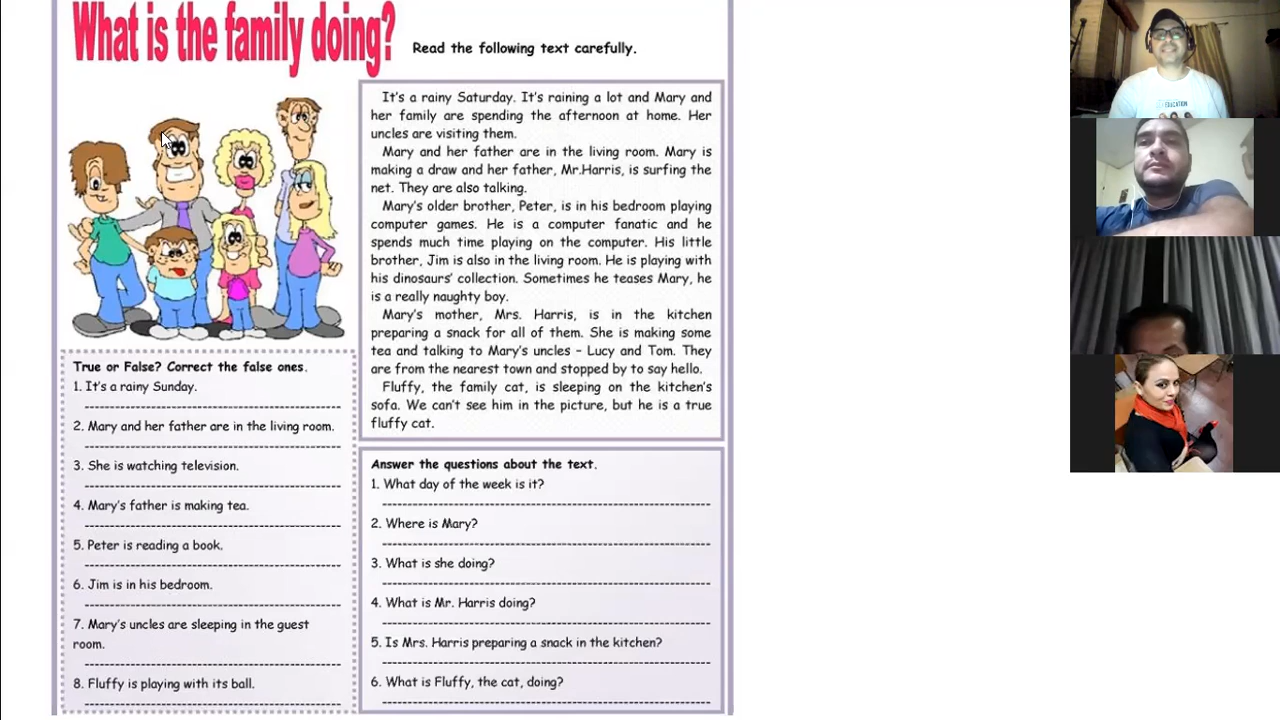 What is the family doing?
Read the following text carefully.
It's a rainy Saturday. It's raining a lot and Mary and
her family are spending the afternoon at home. Her
uncles are visiting them.
Mary and her father are in the living room. Mary is
making a draw and her father, Mr.Harris, is surfing the
net. They are also talking.
Mary's older brother, Peter, is in his bedroom playing
computer games. He is a computer fanatic and he
spends much time playing on the computer. His little
brother, Jim is also in the living room. He is playing with
his dinosaurs' collection. Sometimes he teases Mary, he
is a really naughty boy.
Mary's mother, Mrs. Harris, is in the kitchen
preparing a snack for all of them. She is making some
tea and talking to Mary's uncles – Lucy and Tom. They
are from the nearest town and stopped by to say hello.
Fluffy, the family cat, is sleeping on the kitchen's
sofa. We can't see him in the picture, but he is a true
fluffy cat.
True or False? Correct the false ones.
1. It's a rainy Sunday.
2. Mary and her father are in the living room.
3. She is watching television.
4. Mary's father is making tea.
5. Peter is reading a book.
6. Jim is in his bedroom.
7. Mary's uncles are sleeping in the guest
room.
8. Fluffy is playing with its ball.
Answer the questions about the text.
1. What day of the week is it?
2. Where is Mary?
3. What is she doing?
4. What is Mr. Harris doing?
5. Is Mrs. Harris preparing a snack in the kitchen?
6. What is Fluffy, the cat, doing?
EDUCATION